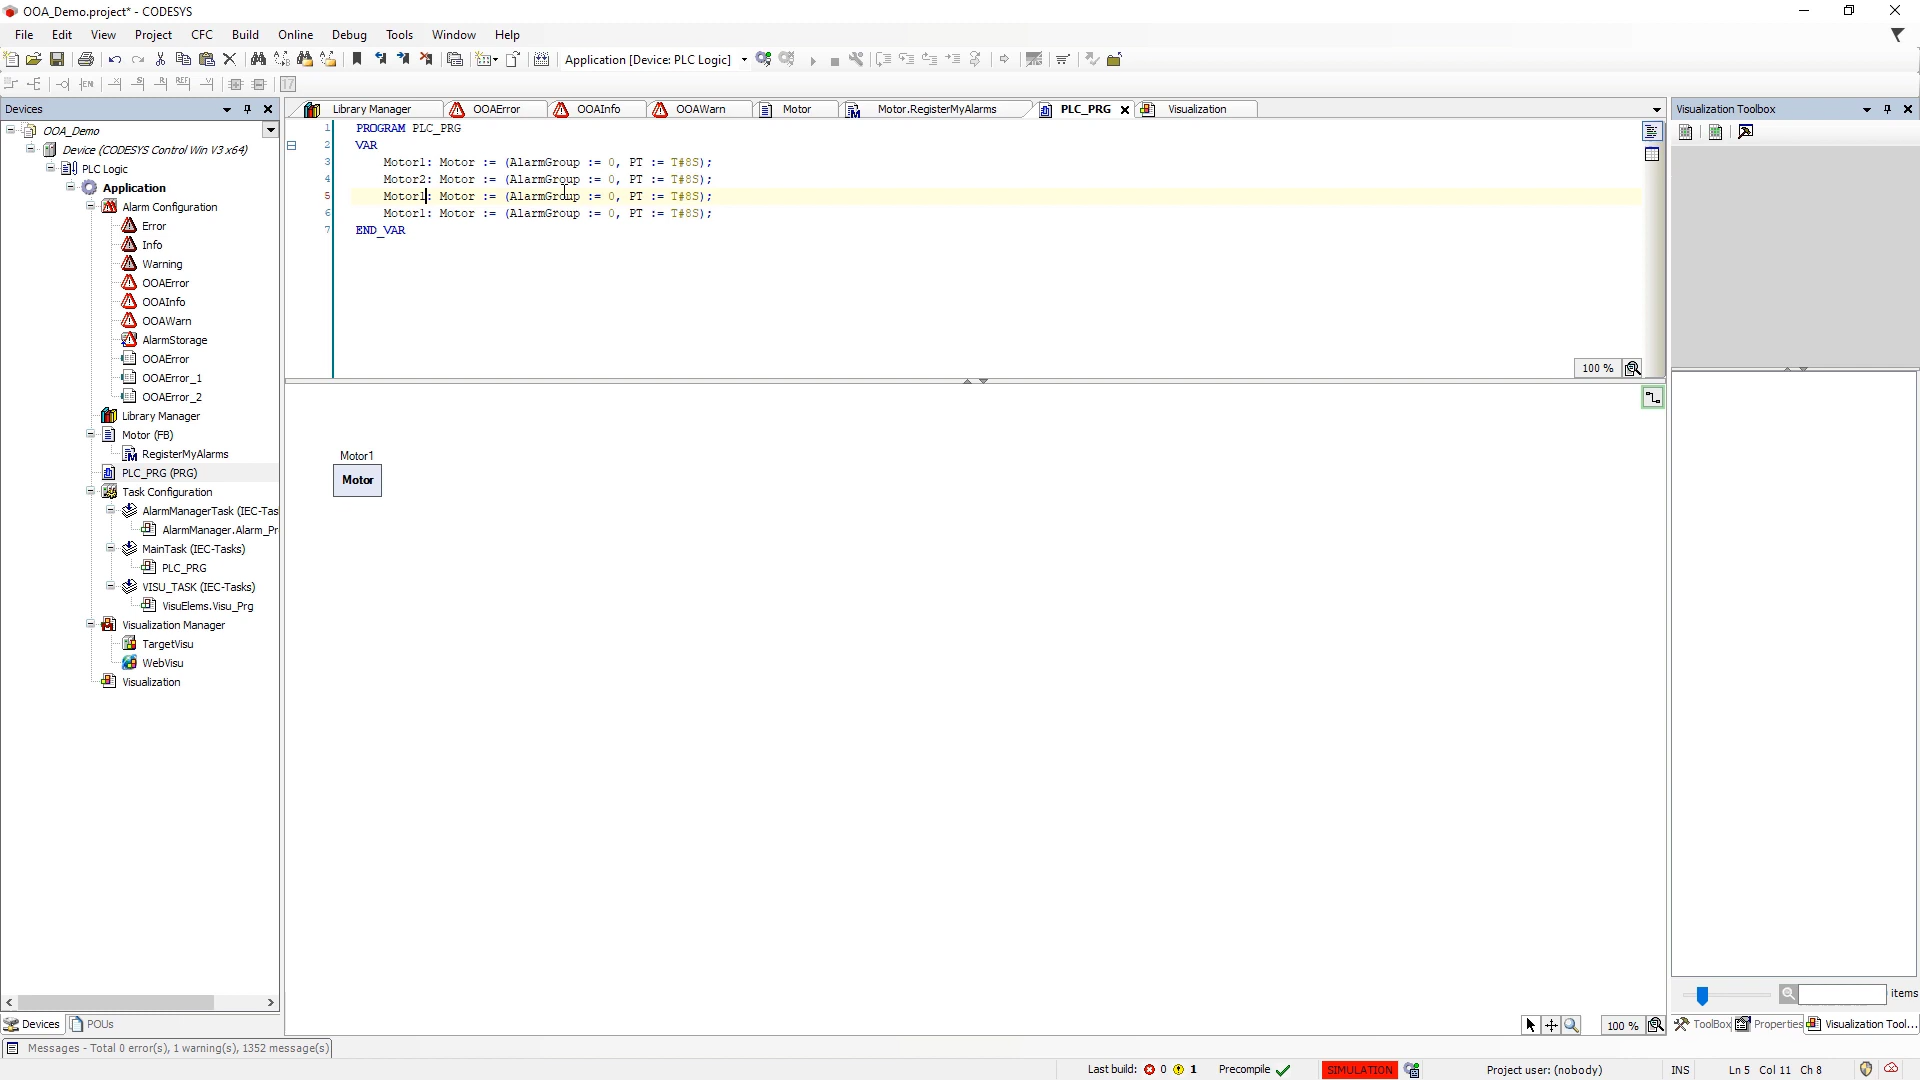 OOA_Demo.project* - CODESYS
File Edit View Project CFC Build Online Debug Tools Window Help
Application [Device: PLC Logic]
Devices
OOA_Demo
Device (CODESYS Control Win V3 x64)
PLC Logic
Application
Alarm Configuration
Error
Info
Warning
OOAError
OOAInfo
OOAWarn
AlarmStorage
OOAError
OOAError_1
OOAError_2
Library Manager
Motor (FB)
RegisterMyAlarms
PLC_PRG (PRG)
Task Configuration
AlarmManagerTask (IEC-Tas
AlarmManager.Alarm_Pr
MainTask (IEC-Tasks)
PLC_PRG
VISU_TASK (IEC-Tasks)
VisuElems.Visu_Prg
Visualization Manager
TargetVisu
WebVisu
Visualization
Devices POUs
Library Manager OOAError OOAInfo OOAWarn Motor Motor.RegisterMyAlarms PLC_PRG Visualization
1 PROGRAM PLC_PRG
2 VAR
3 Motor1: Motor := (AlarmGroup := 0, PT := T#8S);
4 Motor2: Motor := (AlarmGroup := 0, PT := T#8S);
5 Motor1: Motor := (AlarmGroup := 0, PT := T#8S);
6 Motor1: Motor := (AlarmGroup := 0, PT := T#8S);
7 END_VAR
100 %
Motor1
Motor
100 %
Visualization Toolbox
items
ToolBox Properties Visualization Tool...
Messages - Total 0 error(s), 1 warning(s), 1352 message(s)
Last build: 0 1 Precompile SIMULATION Project user: (nobody) INS Ln 5 Col 11 Ch 8